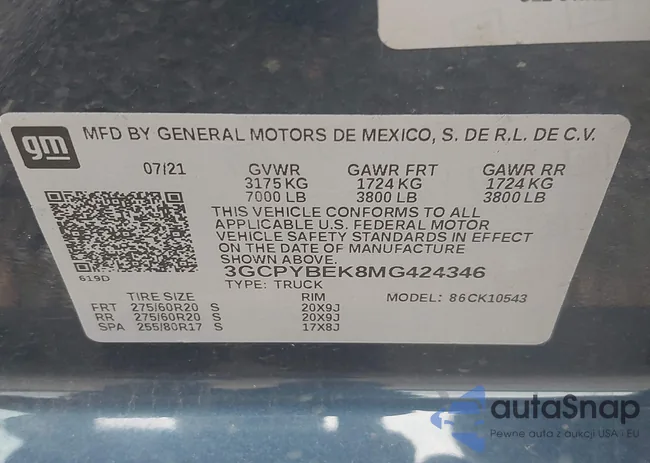 gm MFD BY GENERAL MOTORS DE MEXICO, S. DE R.L. DE C.V.
07/21 GVWR GAWR FRT GAWR RR
3175 KG 1724 KG 1724 KG
7000 LB 3800 LB 3800 LB
THIS VEHICLE CONFORMS TO ALL
APPLICABLE U.S. FEDERAL MOTOR
VEHICLE SAFETY STANDARDS IN EFFECT
ON THE DATE OF MANUFACTURE
SHOWN ABOVE.
619D 3GCPYBEK8MG424346
TYPE: TRUCK
TIRE SIZE RIM MODEL: 86CK10543
FRT 275/60R20 S 20X9J
RR 275/60R20 S 20X9J
SPA 255/80R17 S 17X8J
autaSnap
Pewne auta z aukcji USA i EU